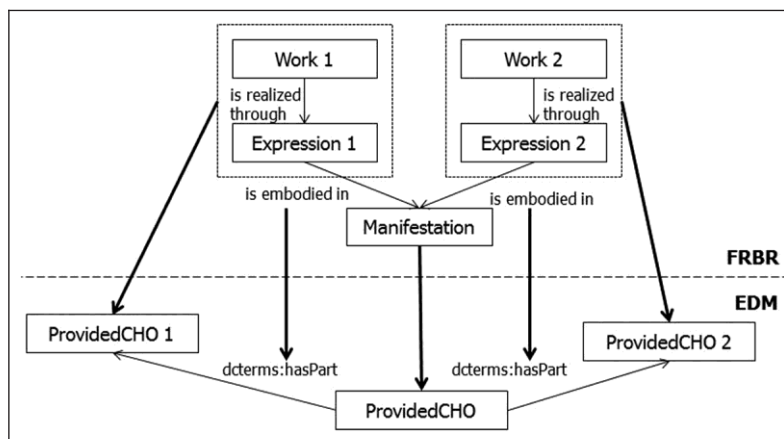 Work 1
Work 2
is realized
through
is realized
through
Expression 1
Expression 2
is embodied in
is embodied in
Manifestation
FRBR
EDM
ProvidedCHO 1
ProvidedCHO 2
dcterms:hasPart
dcterms:hasPart
ProvidedCHO